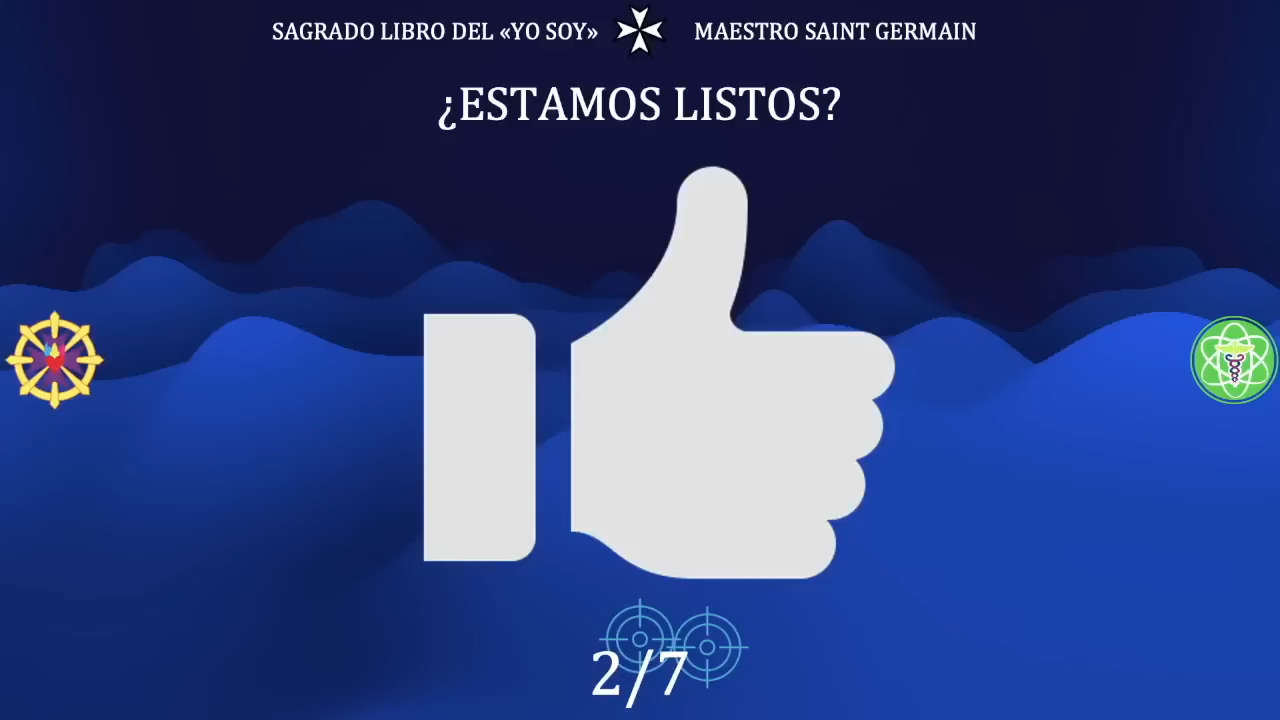 SAGRADO LIBRO DEL «YO SOY» MAESTRO SAINT GERMAIN
¿ESTAMOS LISTOS?
2/7